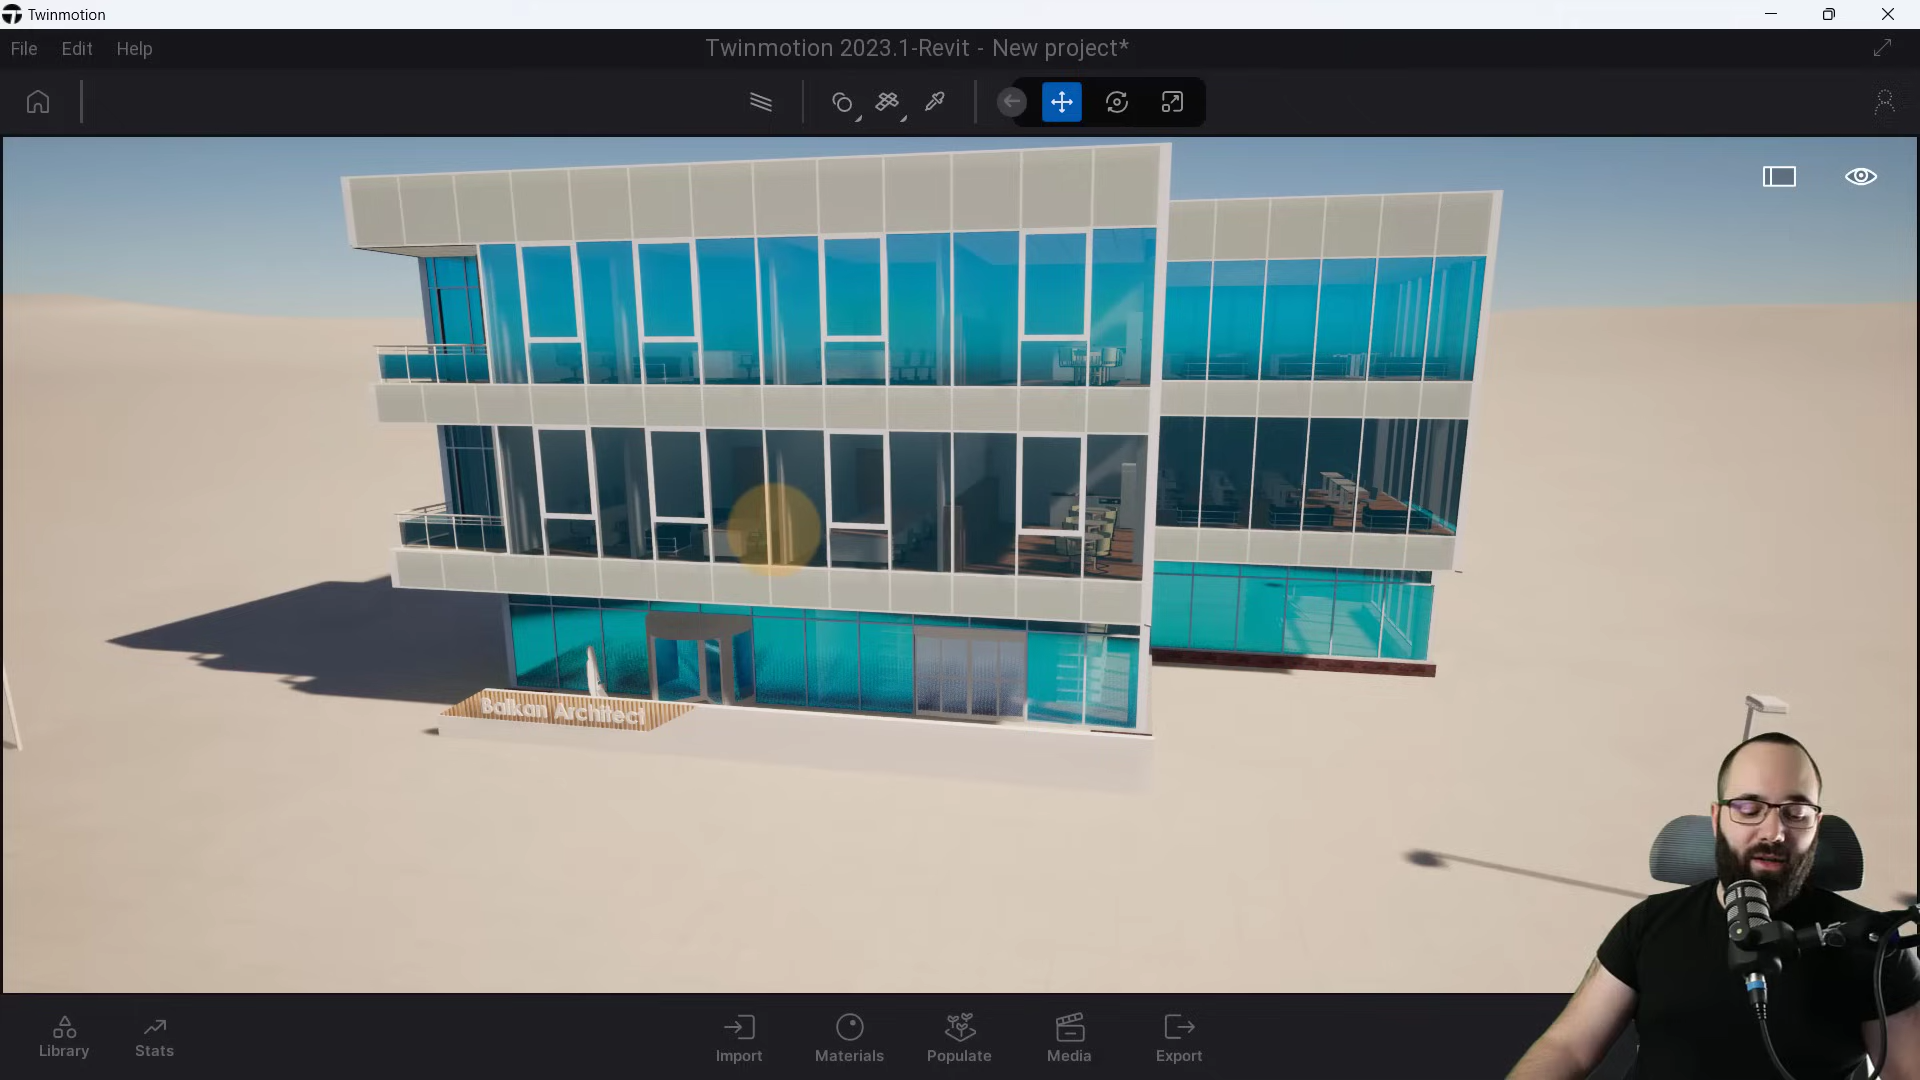 Twinmotion
File Edit Help
Twinmotion 2023.1-Revit - New project*
Balkan Architect
Library
Stats
Import
Materials
Populate
Media
Export